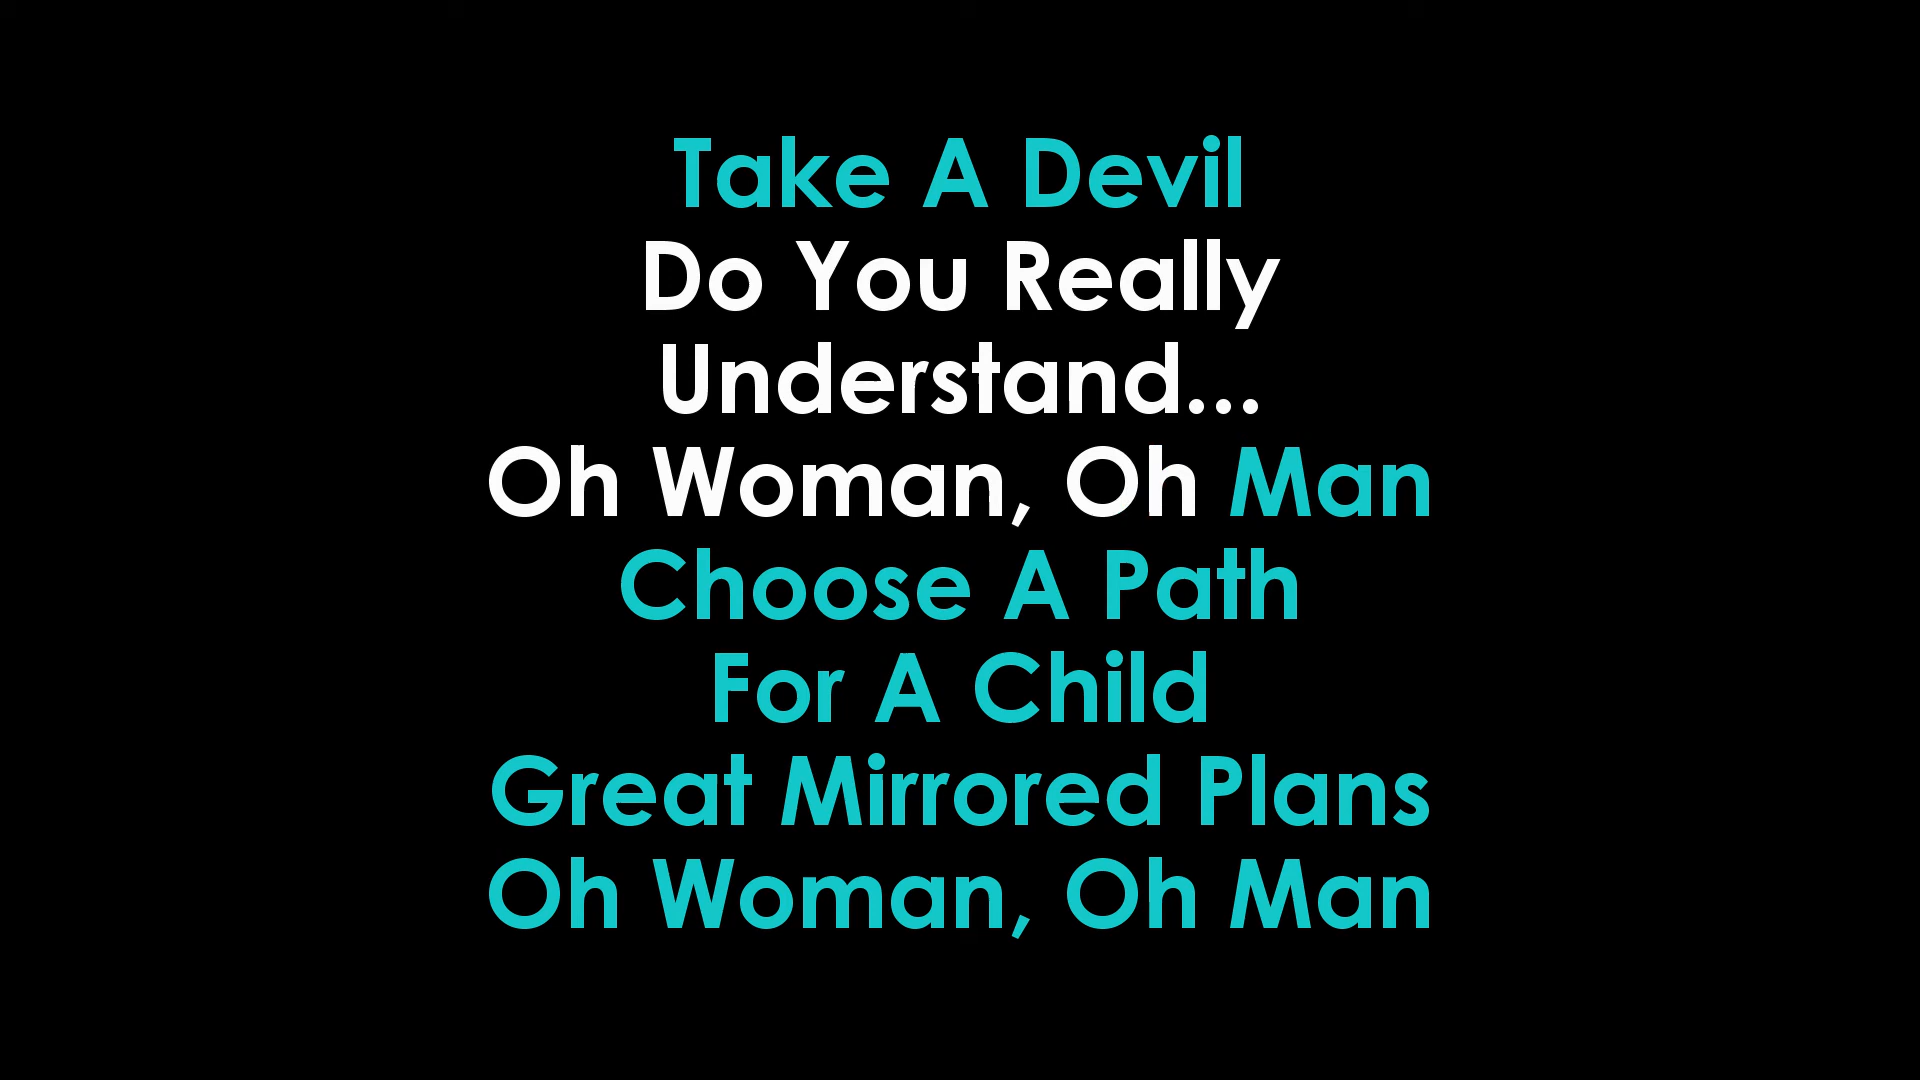 Take A Devil
Do You Really
Understand...
Oh Woman, Oh Man
Choose A Path
For A Child
Great Mirrored Plans
Oh Woman, Oh Man